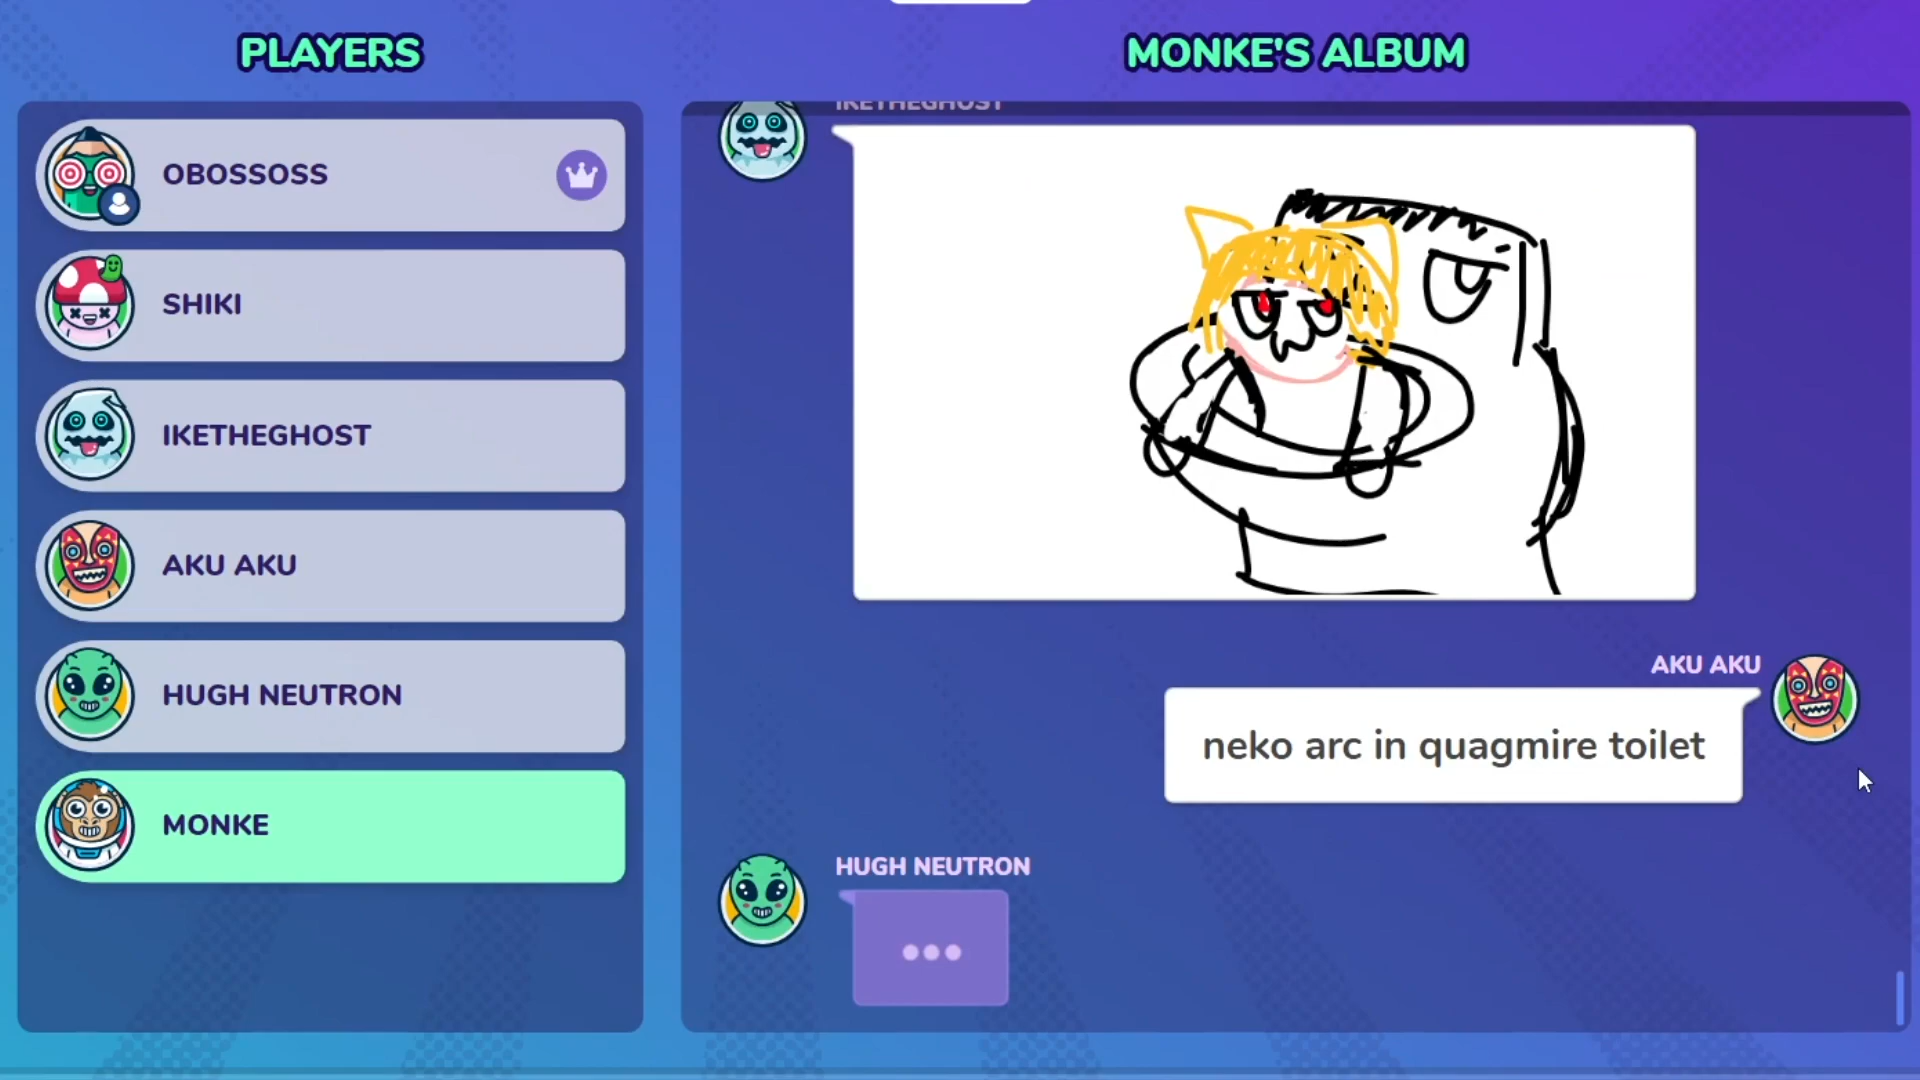 PLAYERS
OBOSSOSS
SHIKI
IKETHEGHOST
AKU AKU
HUGH NEUTRON
MONKE
MONKE'S ALBUM
IKETHEGHOST
AKU AKU
neko arc in quagmire toilet
HUGH NEUTRON